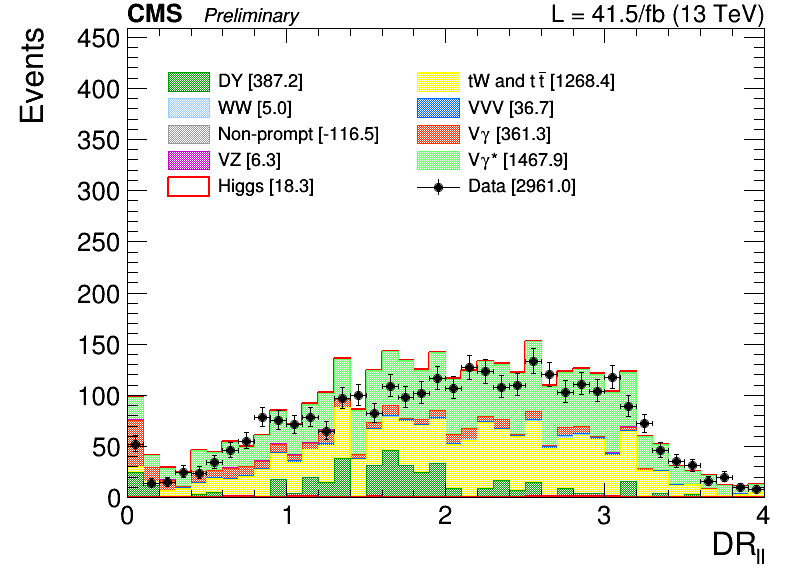 CMS Preliminary L = 41.5/fb (13 TeV)
Events
450
400
350
300
250
200
150
100
50
0
DY [387.2]
WW [5.0]
Non-prompt [-116.5]
VZ [6.3]
Higgs [18.3]
tW and tt̅ [1268.4]
VVV [36.7]
Vγ [361.3]
Vγ* [1467.9]
Data [2961.0]
0 1 2 3 4
DR_ll